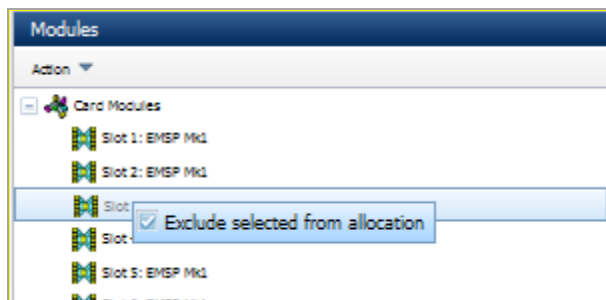 Modules
Action
Card Modules
Slot 1: EMSP Mk1
Slot 2: EMSP Mk1
Slot
Exclude selected from allocation
Slot
Slot 5: EMSP Mk1